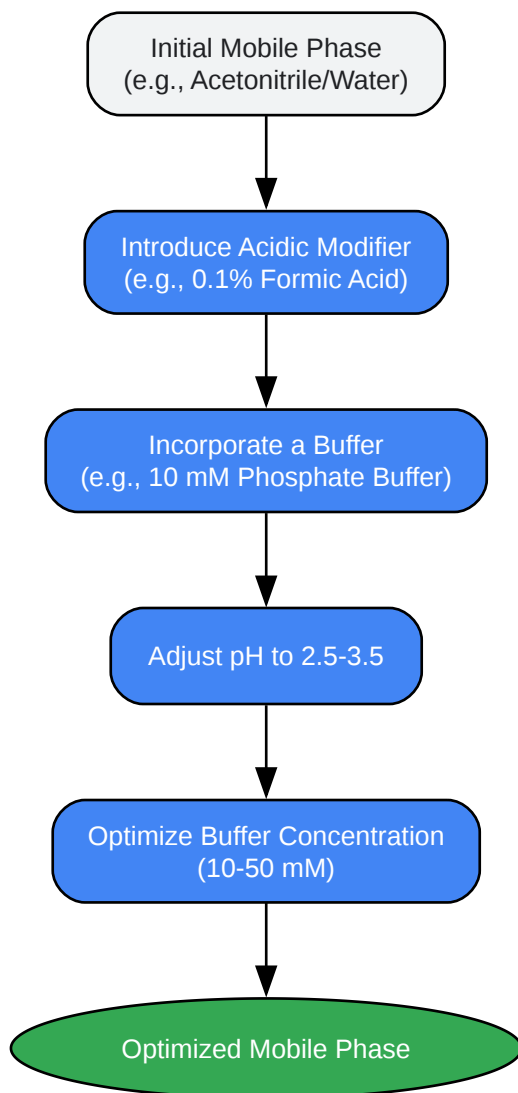 Initial Mobile Phase
(e.g., Acetonitrile/Water)
Introduce Acidic Modifier
(e.g., 0.1% Formic Acid)
Incorporate a Buffer
(e.g., 10 mM Phosphate Buffer)
Adjust pH to 2.5-3.5
Optimize Buffer Concentration
(10-50 mM)
Optimized Mobile Phase